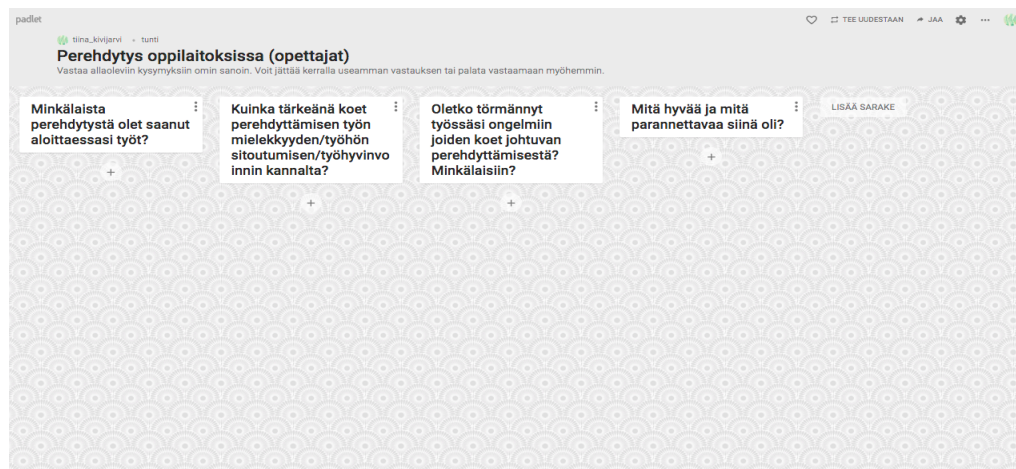 padlet
TEE UUDESTAAN
JAA
tiina_kivijarvi • tunti
Perehdytys oppilaitoksissa (opettajat)
Vastaa allaoleviin kysymyksiin omin sanoin. Voit jättää kerralla useamman vastauksen tai palata vastaamaan myöhemmin.
Minkälaista
perehdytystä olet saanut
aloittaessasi työt?
Kuinka tärkeänä koet
perehdyttämisen työn
mielekkyyden/työhön
sitoutumisen/työhyvinvo
innin kannalta?
Oletko törmännyt
työssäsi ongelmiin
joiden koet johtuvan
perehdyttämisestä?
Minkälaisiin?
Mitä hyvää ja mitä
parannettavaa siinä oli?
LISÄÄ SARAKE